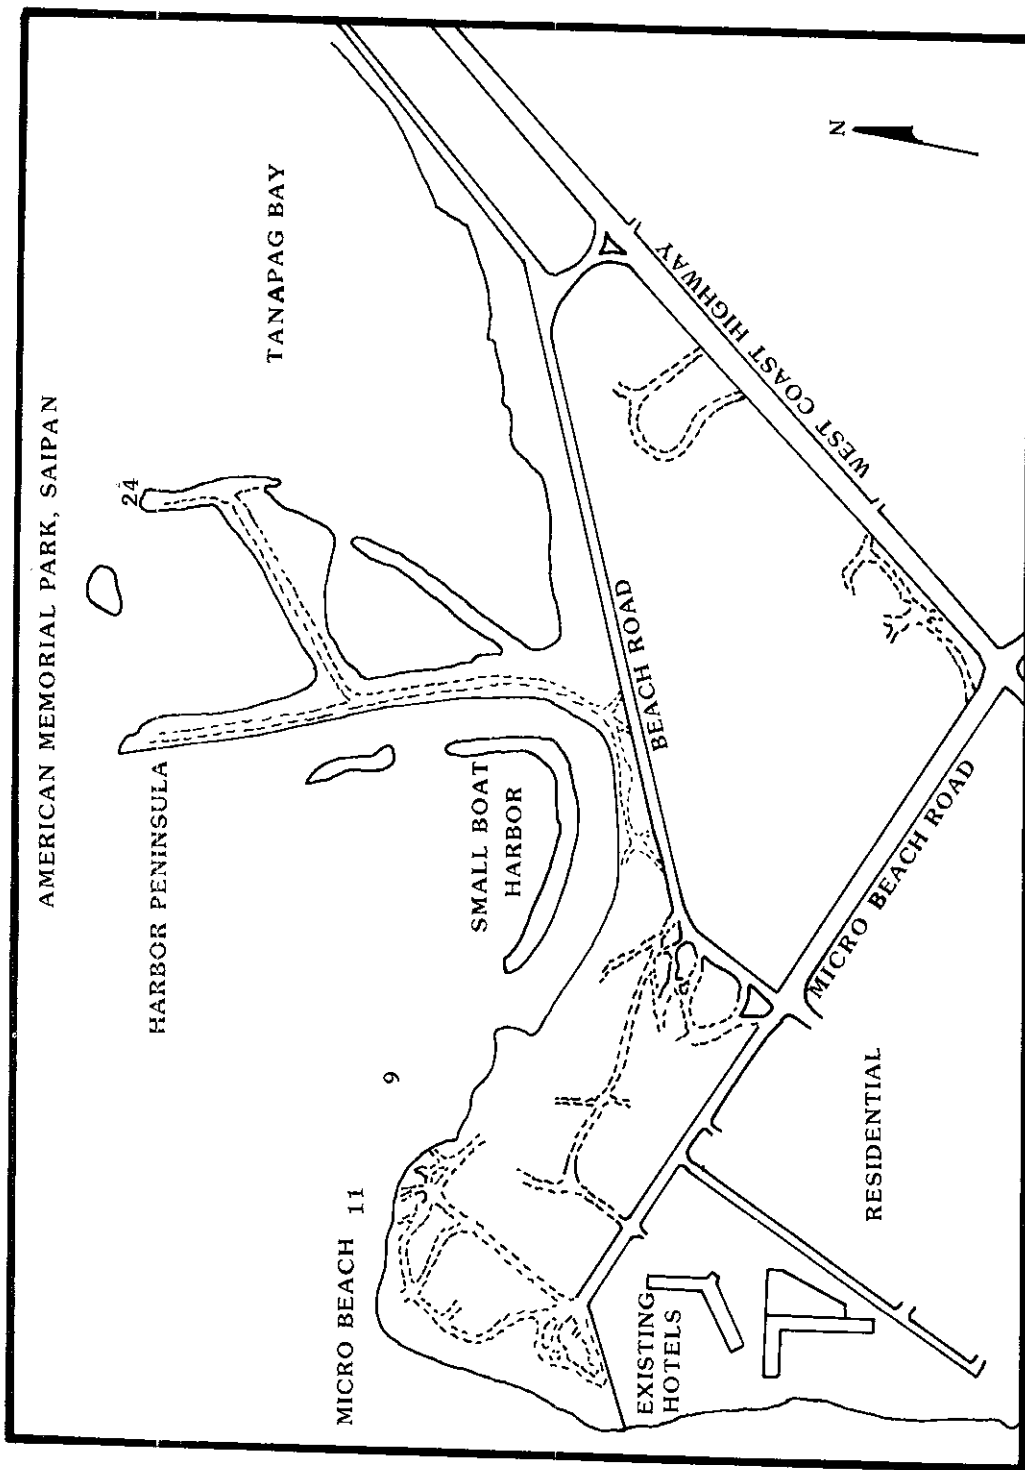 AMERICAN MEMORIAL PARK, SAIPAN
24
TANAPAG BAY
N
HARBOR PENINSULA
9
SMALL BOAT
HARBOR
WEST COAST HIGHWAY
MICRO BEACH 11
BEACH ROAD
MICRO BEACH ROAD
EXISTING
HOTELS
RESIDENTIAL